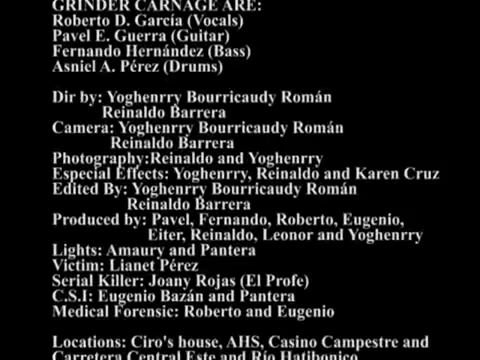 GRINDER CARNAGE ARE:
Roberto D. García (Vocals)
Pavel E. Guerra (Guitar)
Fernando Hernández (Bass)
Asniel A. Pérez (Drums)
Dir by: Yoghenrry Bourricaudy Román
Reinaldo Barrera
Camera: Yoghenrry Bourricaudy Román
Reinaldo Barrera
Photography:Reinaldo and Yoghenrry
Especial Effects: Yoghenrry, Reinaldo and Karen Cruz
Edited By: Yoghenrry Bourricaudy Román
Reinaldo Barrera
Produced by: Pavel, Fernando, Roberto, Eugenio,
Eiter, Reinaldo, Leonor and Yoghenrry
Lights: Amaury and Pantera
Victim: Lianet Pérez
Serial Killer: Joany Rojas (El Profe)
C.S.I: Eugenio Bazán and Pantera
Medical Forensic: Roberto and Eugenio
Locations: Ciro's house, AHS, Casino Campestre and
Carretera Central Este and Río Hatibonico